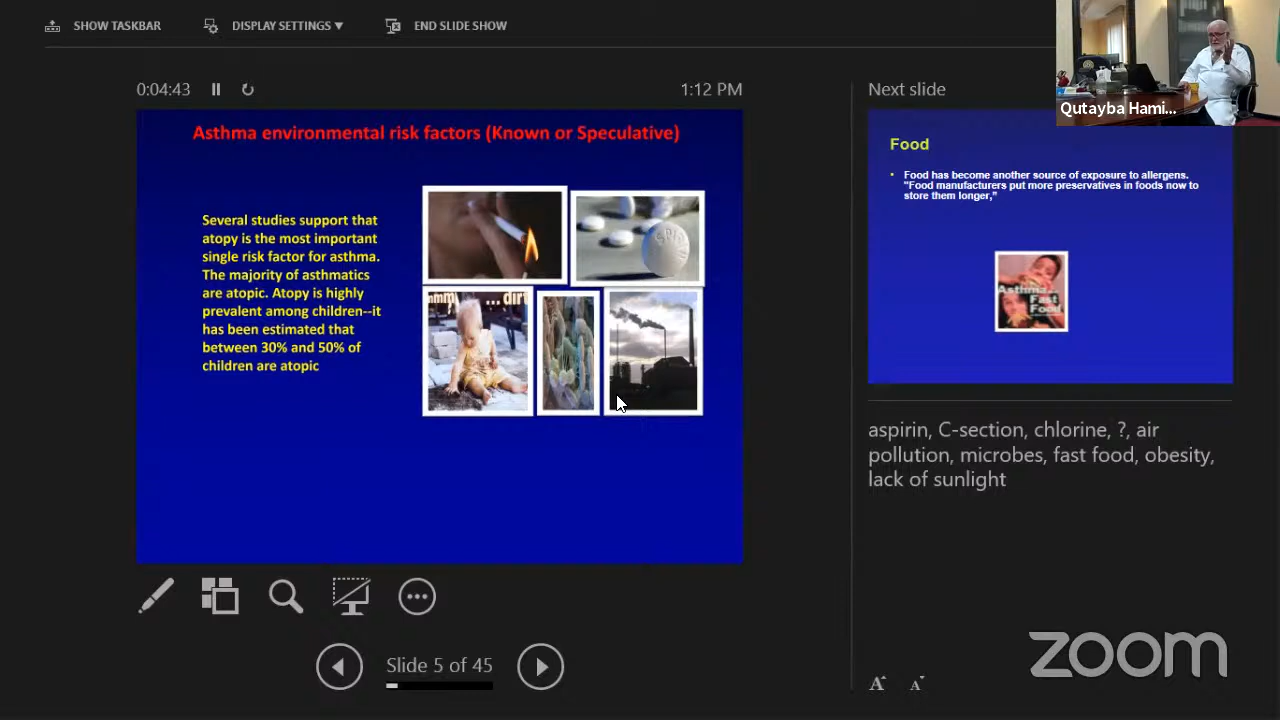 SHOW TASKBAR
DISPLAY SETTINGS ▼
END SLIDE SHOW
0:04:43
1:12 PM
Asthma environmental risk factors (Known or Speculative)
Several studies support that
atopy is the most important
single risk factor for asthma.
The majority of asthmatics
are atopic. Atopy is highly
prevalent among children--it
has been estimated that
between 30% and 50% of
children are atopic
Slide 5 of 45
Next slide
Qutayba Hami...
Food
• Food has become another source of exposure to allergens.
"Food manufacturers put more preservatives in foods now to
store them longer,"
Asthma...
Fast
Food
aspirin, C-section, chlorine, ?, air
pollution, microbes, fast food, obesity,
lack of sunlight
A A
zoom